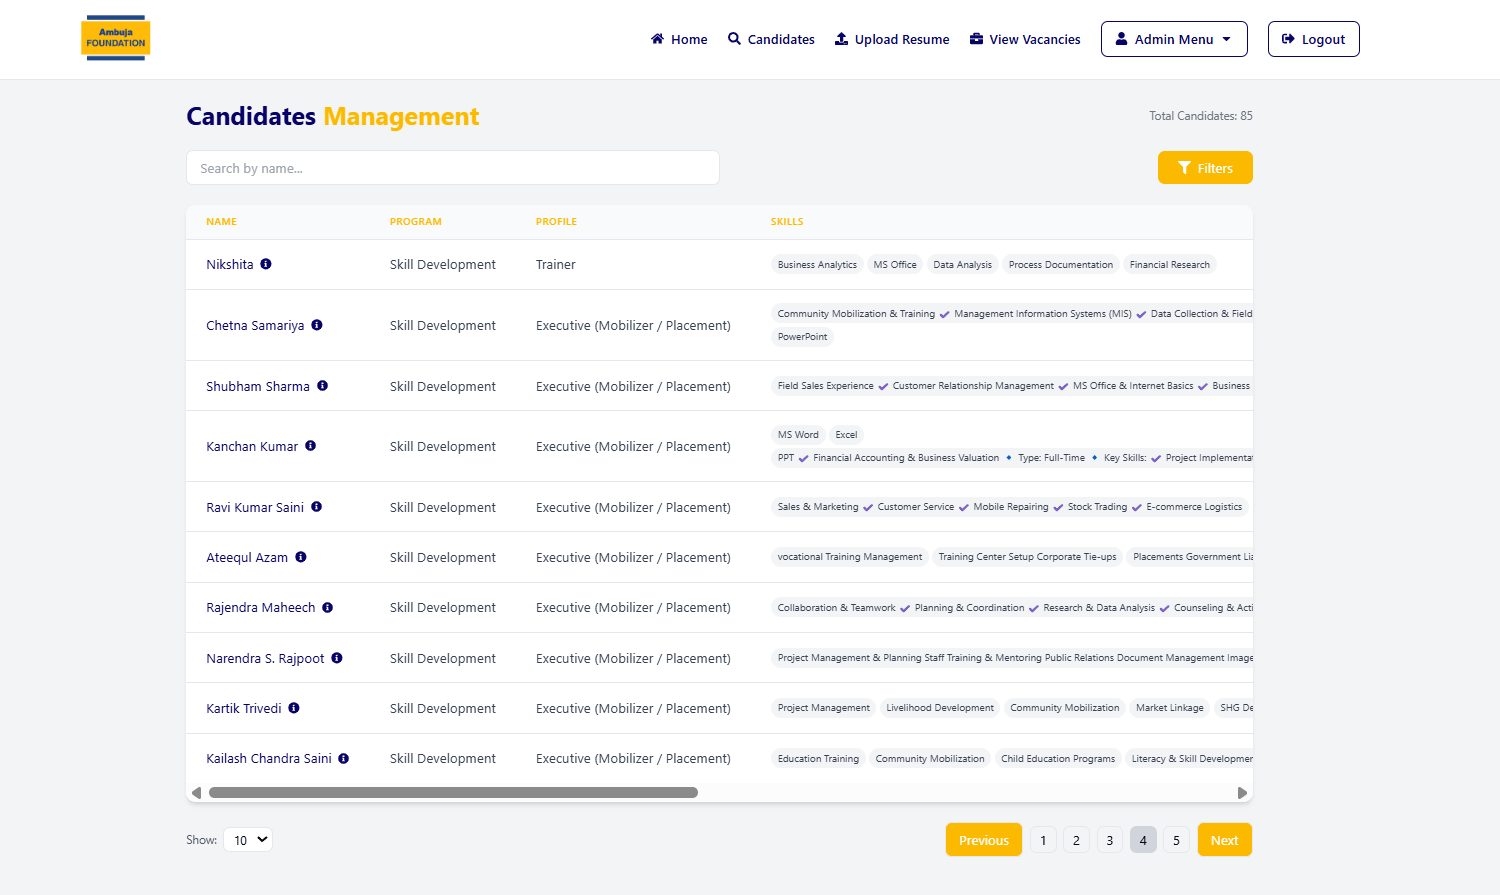 Ambuja
FOUNDATION
Home
Candidates
Upload Resume
View Vacancies
Admin Menu
Logout
Candidates Management
Total Candidates: 85
Search by name...
Filters
NAME PROGRAM PROFILE SKILLS
Nikshita Skill Development Trainer Business Analytics MS Office Data Analysis Process Documentation Financial Research
Chetna Samariya Skill Development Executive (Mobilizer / Placement) Community Mobilization & Training ✔ Management Information Systems (MIS) ✔ Data Collection & Field
PowerPoint
Shubham Sharma Skill Development Executive (Mobilizer / Placement) Field Sales Experience ✔ Customer Relationship Management ✔ MS Office & Internet Basics ✔ Business
Kanchan Kumar Skill Development Executive (Mobilizer / Placement) MS Word Excel
PPT ✔ Financial Accounting & Business Valuation 🔹 Type: Full-Time 🔹 Key Skills: ✔ Project Implementat
Ravi Kumar Saini Skill Development Executive (Mobilizer / Placement) Sales & Marketing ✔ Customer Service ✔ Mobile Repairing ✔ Stock Trading ✔ E-commerce Logistics
Ateequl Azam Skill Development Executive (Mobilizer / Placement) vocational Training Management Training Center Setup Corporate Tie-ups Placements Government Lia
Rajendra Maheech Skill Development Executive (Mobilizer / Placement) Collaboration & Teamwork ✔ Planning & Coordination ✔ Research & Data Analysis ✔ Counseling & Acti
Narendra S. Rajpoot Skill Development Executive (Mobilizer / Placement) Project Management & Planning Staff Training & Mentoring Public Relations Document Management Image
Kartik Trivedi Skill Development Executive (Mobilizer / Placement) Project Management Livelihood Development Community Mobilization Market Linkage SHG De
Kailash Chandra Saini Skill Development Executive (Mobilizer / Placement) Education Training Community Mobilization Child Education Programs Literacy & Skill Developmen
Show: 10
Previous 1 2 3 4 5 Next